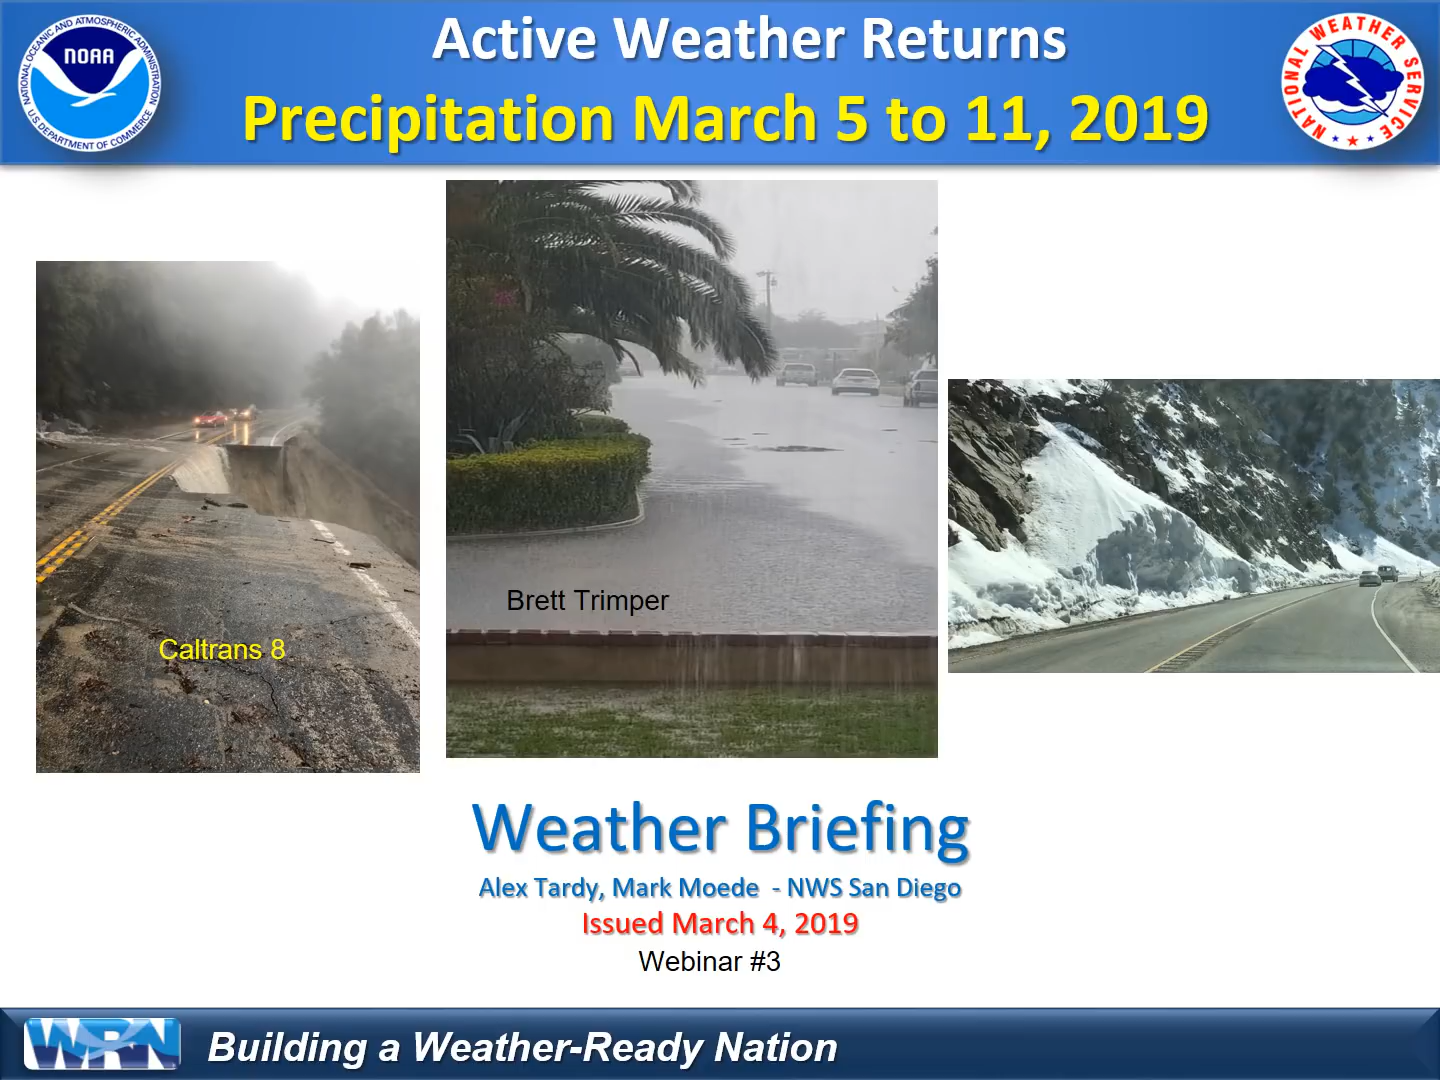 Active Weather Returns
Precipitation March 5 to 11, 2019
NATIONAL OCEANIC AND ATMOSPHERIC ADMINISTRATION
NOAA
U.S. DEPARTMENT OF COMMERCE
NATIONAL WEATHER SERVICE
Caltrans 8
Brett Trimper
Weather Briefing
Alex Tardy, Mark Moede - NWS San Diego
Issued March 4, 2019
Webinar #3
WRN
Building a Weather-Ready Nation